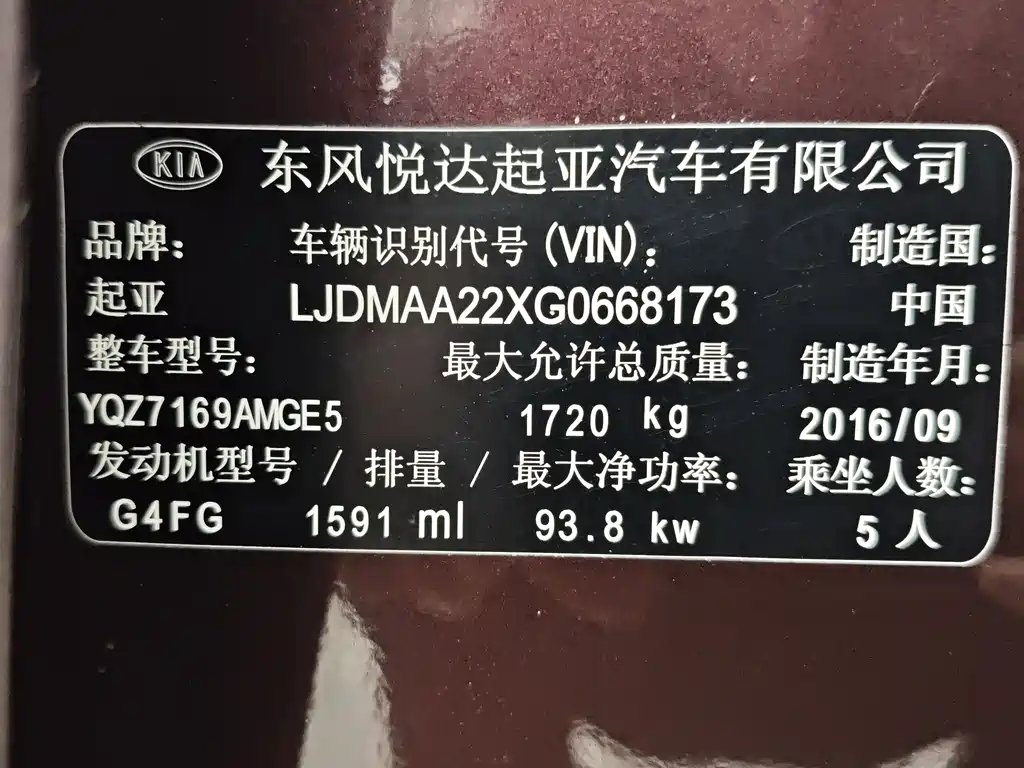 KIA 东风悦达起亚汽车有限公司
品牌： 车辆识别代号(VIN)： 制造国：
起亚 LJDMAA22XG0668173 中国
整车型号： 最大允许总质量： 制造年月：
YQZ7169AMGE5 1720 kg 2016/09
发动机型号 / 排量 / 最大净功率： 乘坐人数：
G4FG 1591 ml 93.8 kw 5 人